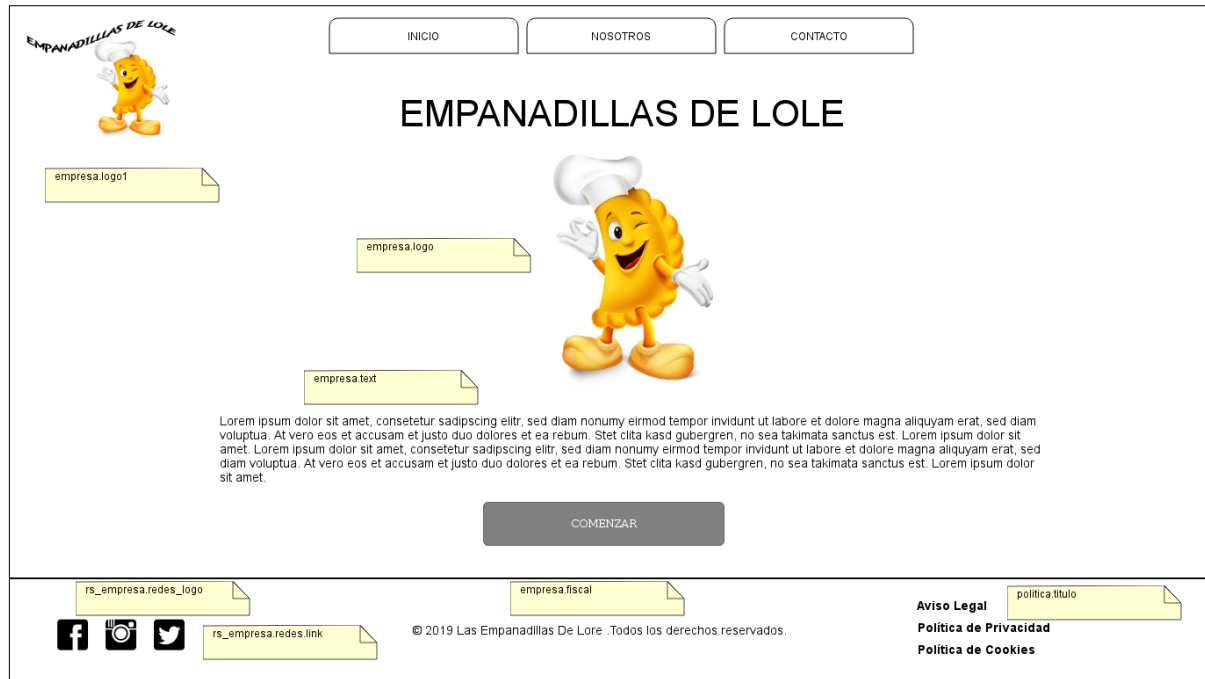 EMPANADILLLAS DE LOLE
INICIO
NOSOTROS
CONTACTO
EMPANADILLAS DE LOLE
empresa.logo1
empresa.logo
empresa.text
Lorem ipsum dolor sit amet, consetetur sadipscing elitr, sed diam nonumy eirmod tempor invidunt ut labore et dolore magna aliquyam erat, sed diam
voluptua. At vero eos et accusam et justo duo dolores et ea rebum. Stet clita kasd gubergren, no sea takimata sanctus est. Lorem ipsum dolor sit
amet. Lorem ipsum dolor sit amet, consetetur sadipscing elitr, sed diam nonumy eirmod tempor invidunt ut labore et dolore magna aliquyam erat, sed
diam voluptua. At vero eos et accusam et justo duo dolores et ea rebum. Stet clita kasd gubergren, no sea takimata sanctus est. Lorem ipsum dolor
sit amet.
COMENZAR
rs_empresa.redes_logo
rs_empresa.redes.link
empresa.fiscal
© 2019 Las Empanadillas De Lore .Todos los derechos reservados.
politica.titulo
Aviso Legal
Política de Privacidad
Política de Cookies